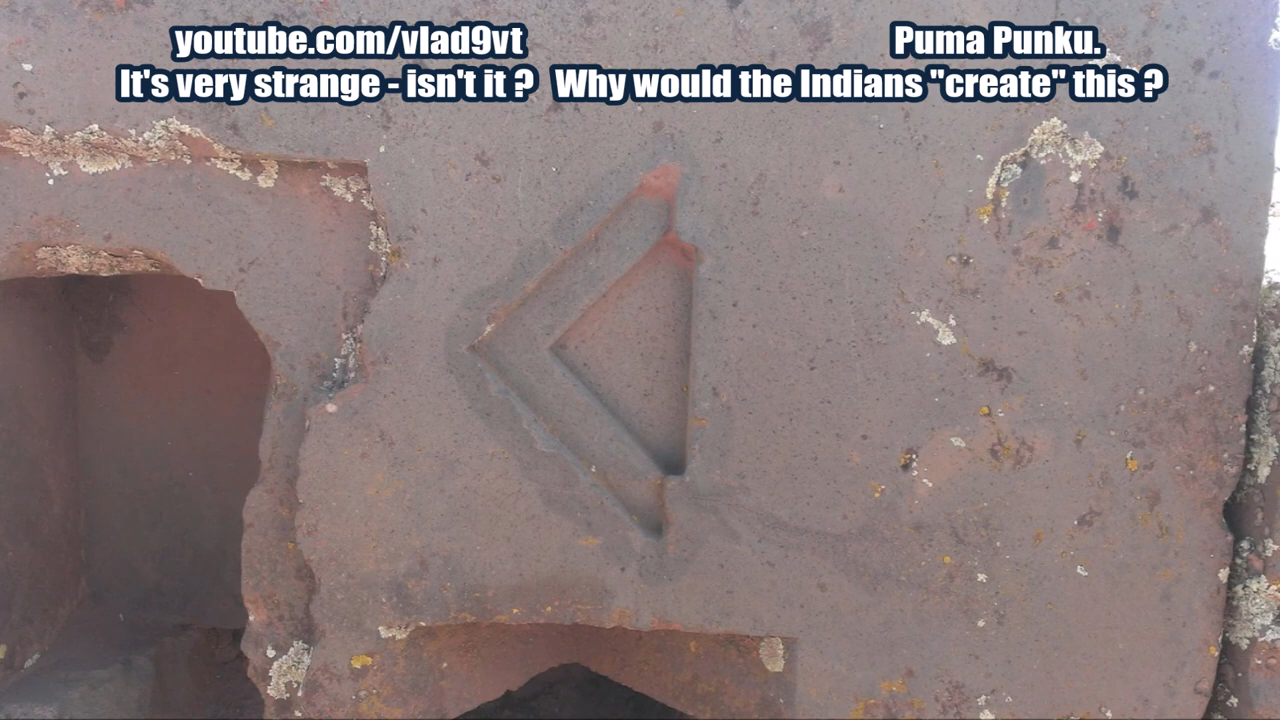 youtube.com/vlad9vt Puma Punku.
It's very strange - isn't it ? Why would the Indians "create" this ?